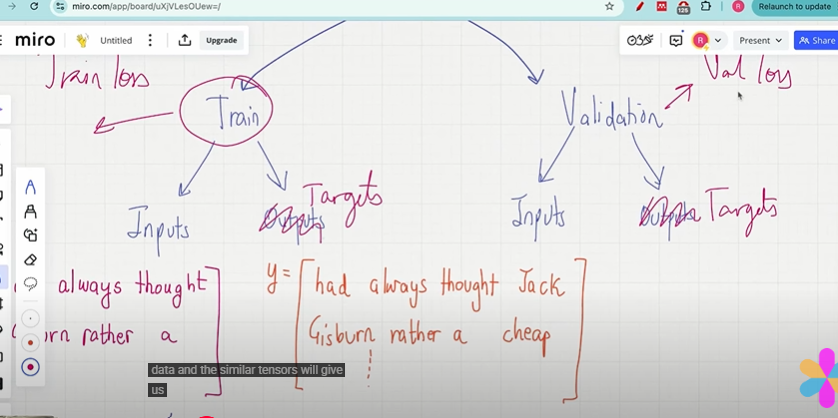 miro.com/app/board/uXjVLesOUew=/
125
R
Relaunch to update
miro
Untitled
Upgrade
R
Present
Share
Train loss
Val loss
Train
Validation
Inputs
Outputs
Targets
Inputs
Outputs
Targets
always thought
rn rather a
y =
had always thought Jack
Gisburn rather a cheap
data and the similar tensors will give
us